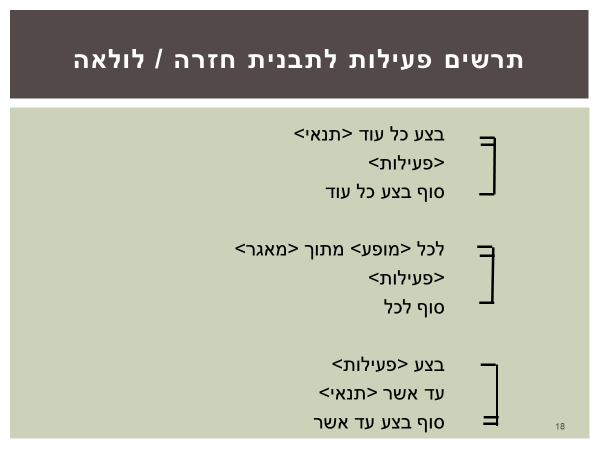 תרשים פעילות לתבנית חזרה / לולאה
בצע כל עוד <תנאי>
<פעילות>
סוף בצע כל עוד
לכל <מופע> מתוך <מאגר>
<פעילות>
סוף לכל
בצע <פעילות>
עד אשר <תנאי>
סוף בצע עד אשר
18